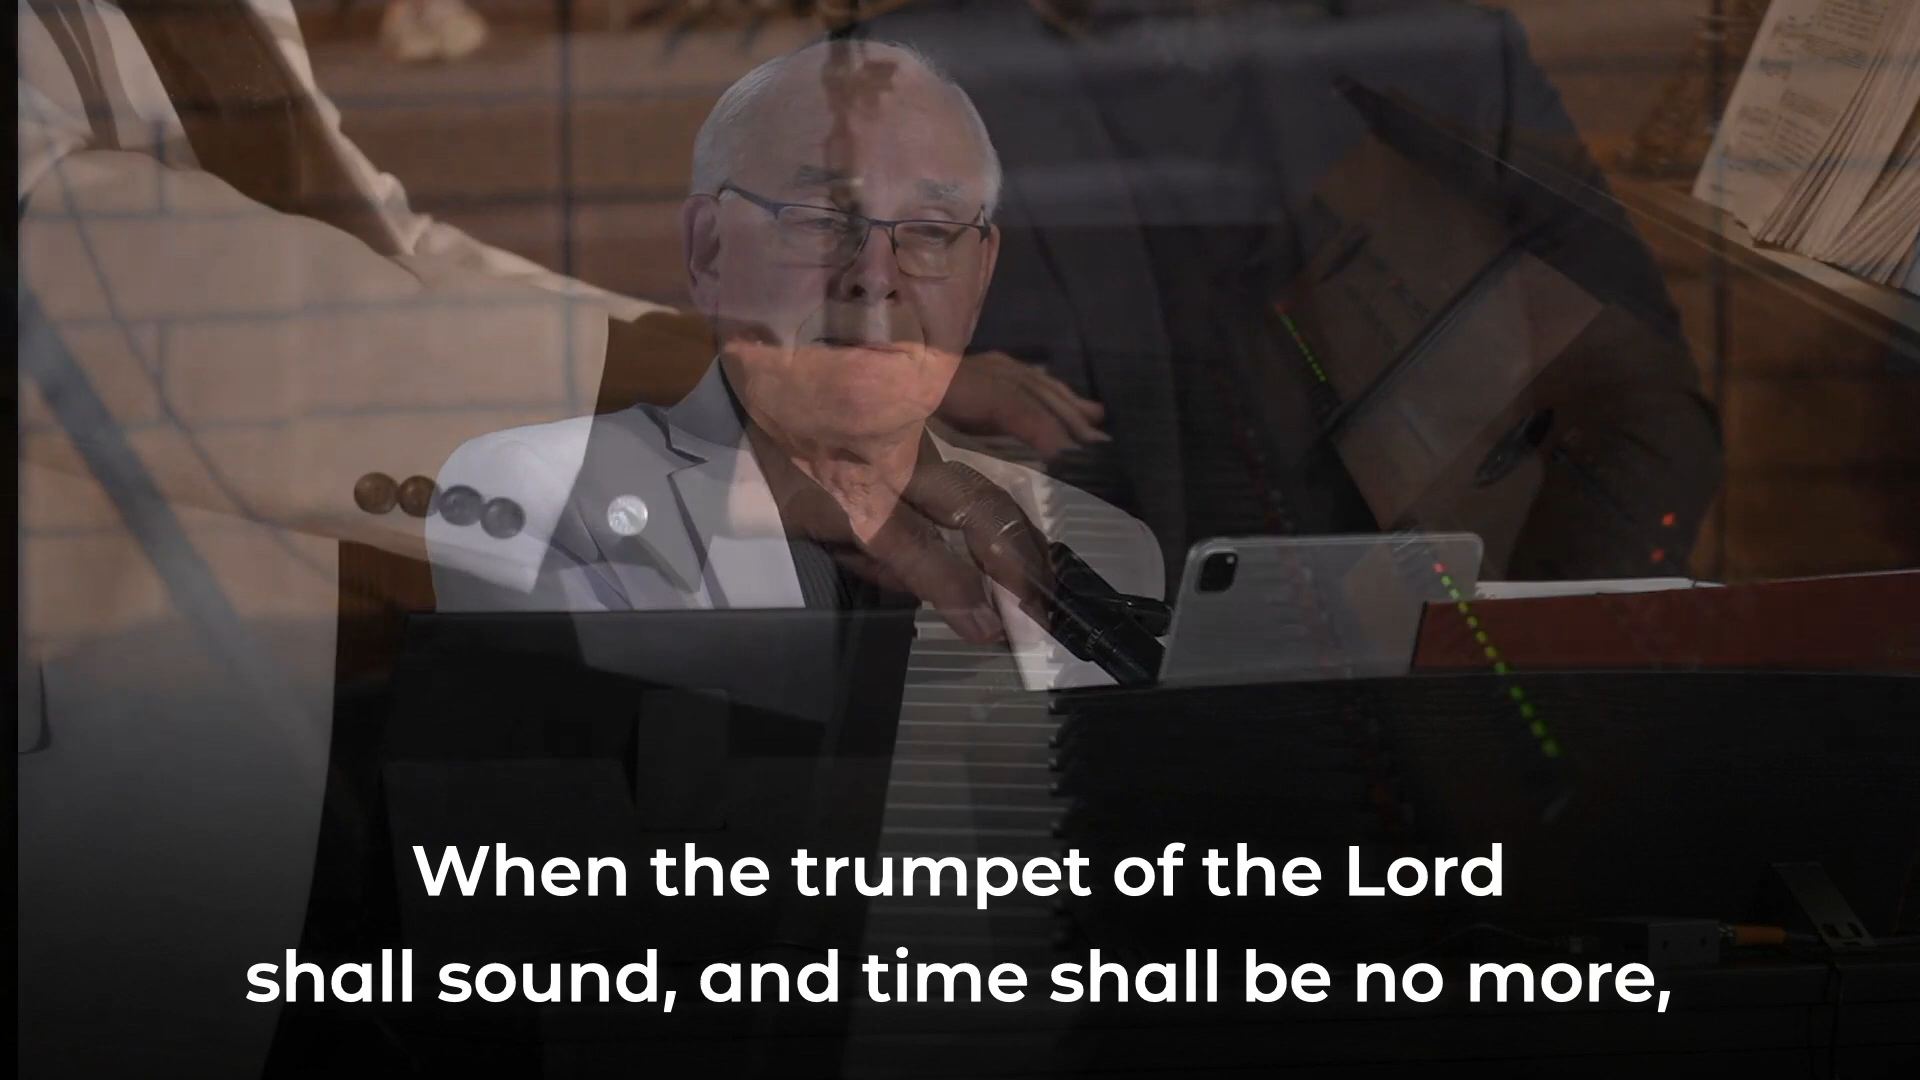 When the trumpet of the Lord
shall sound, and time shall be no more,